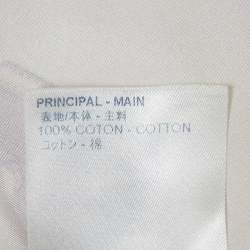 PRINCIPAL - MAIN
表地/本体 - 主料
100% COTON - COTTON
コットン - 棉